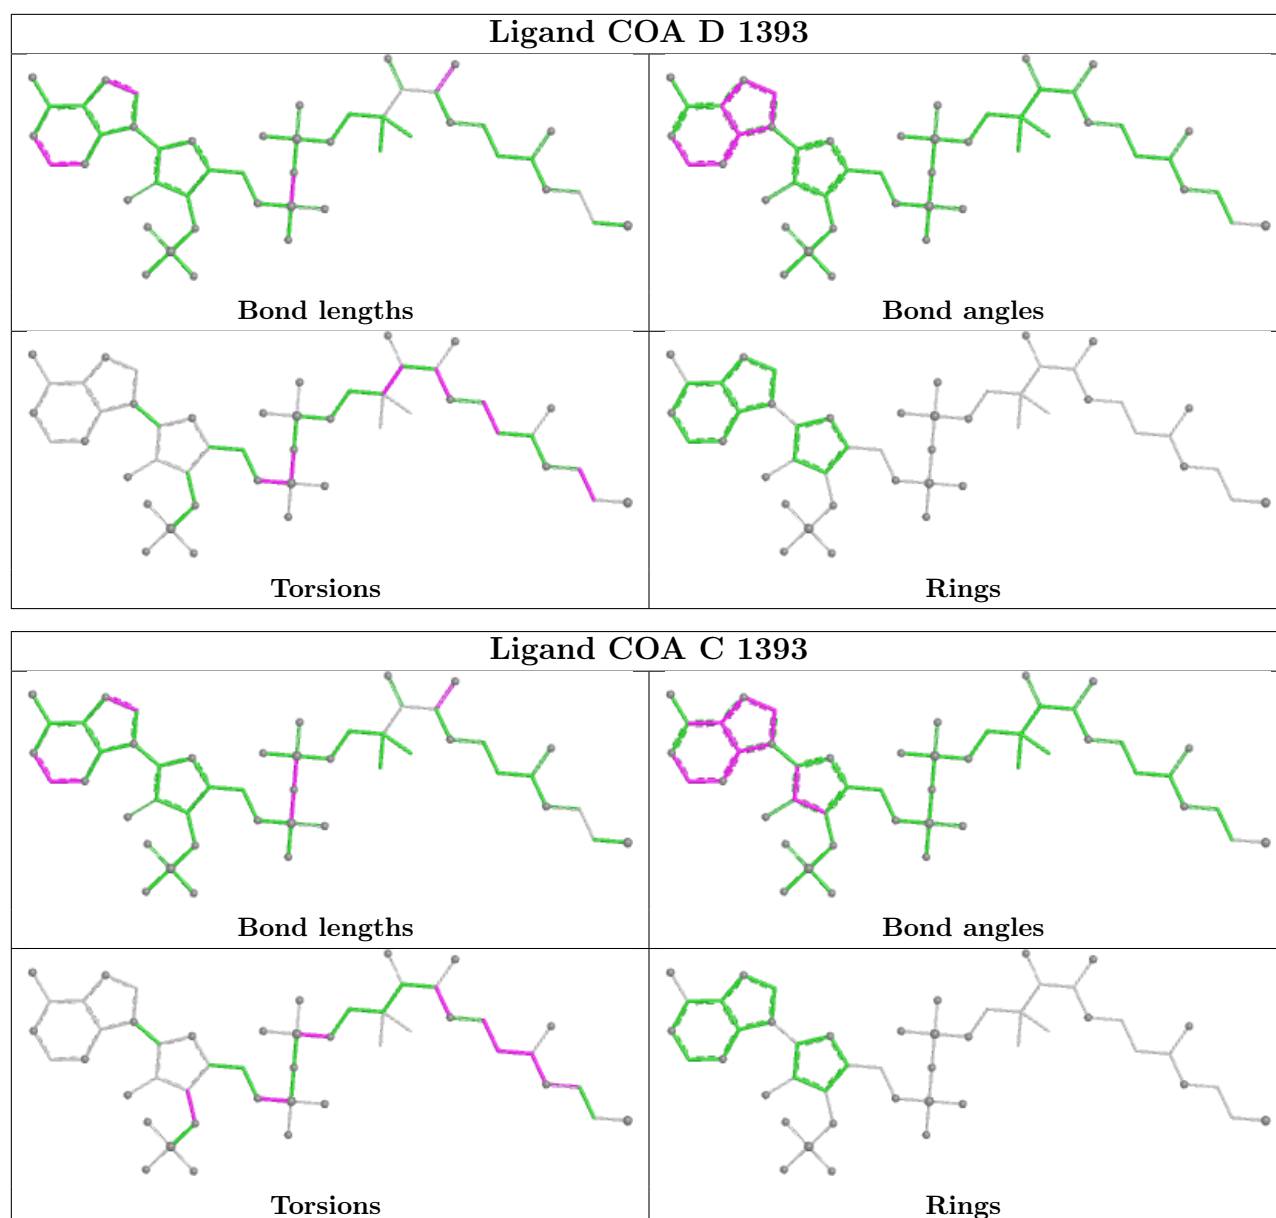 Ligand COA D 1393
Bond lengths
Bond angles
Torsions
Rings
Ligand COA C 1393
Bond lengths
Bond angles
Torsions
Rings